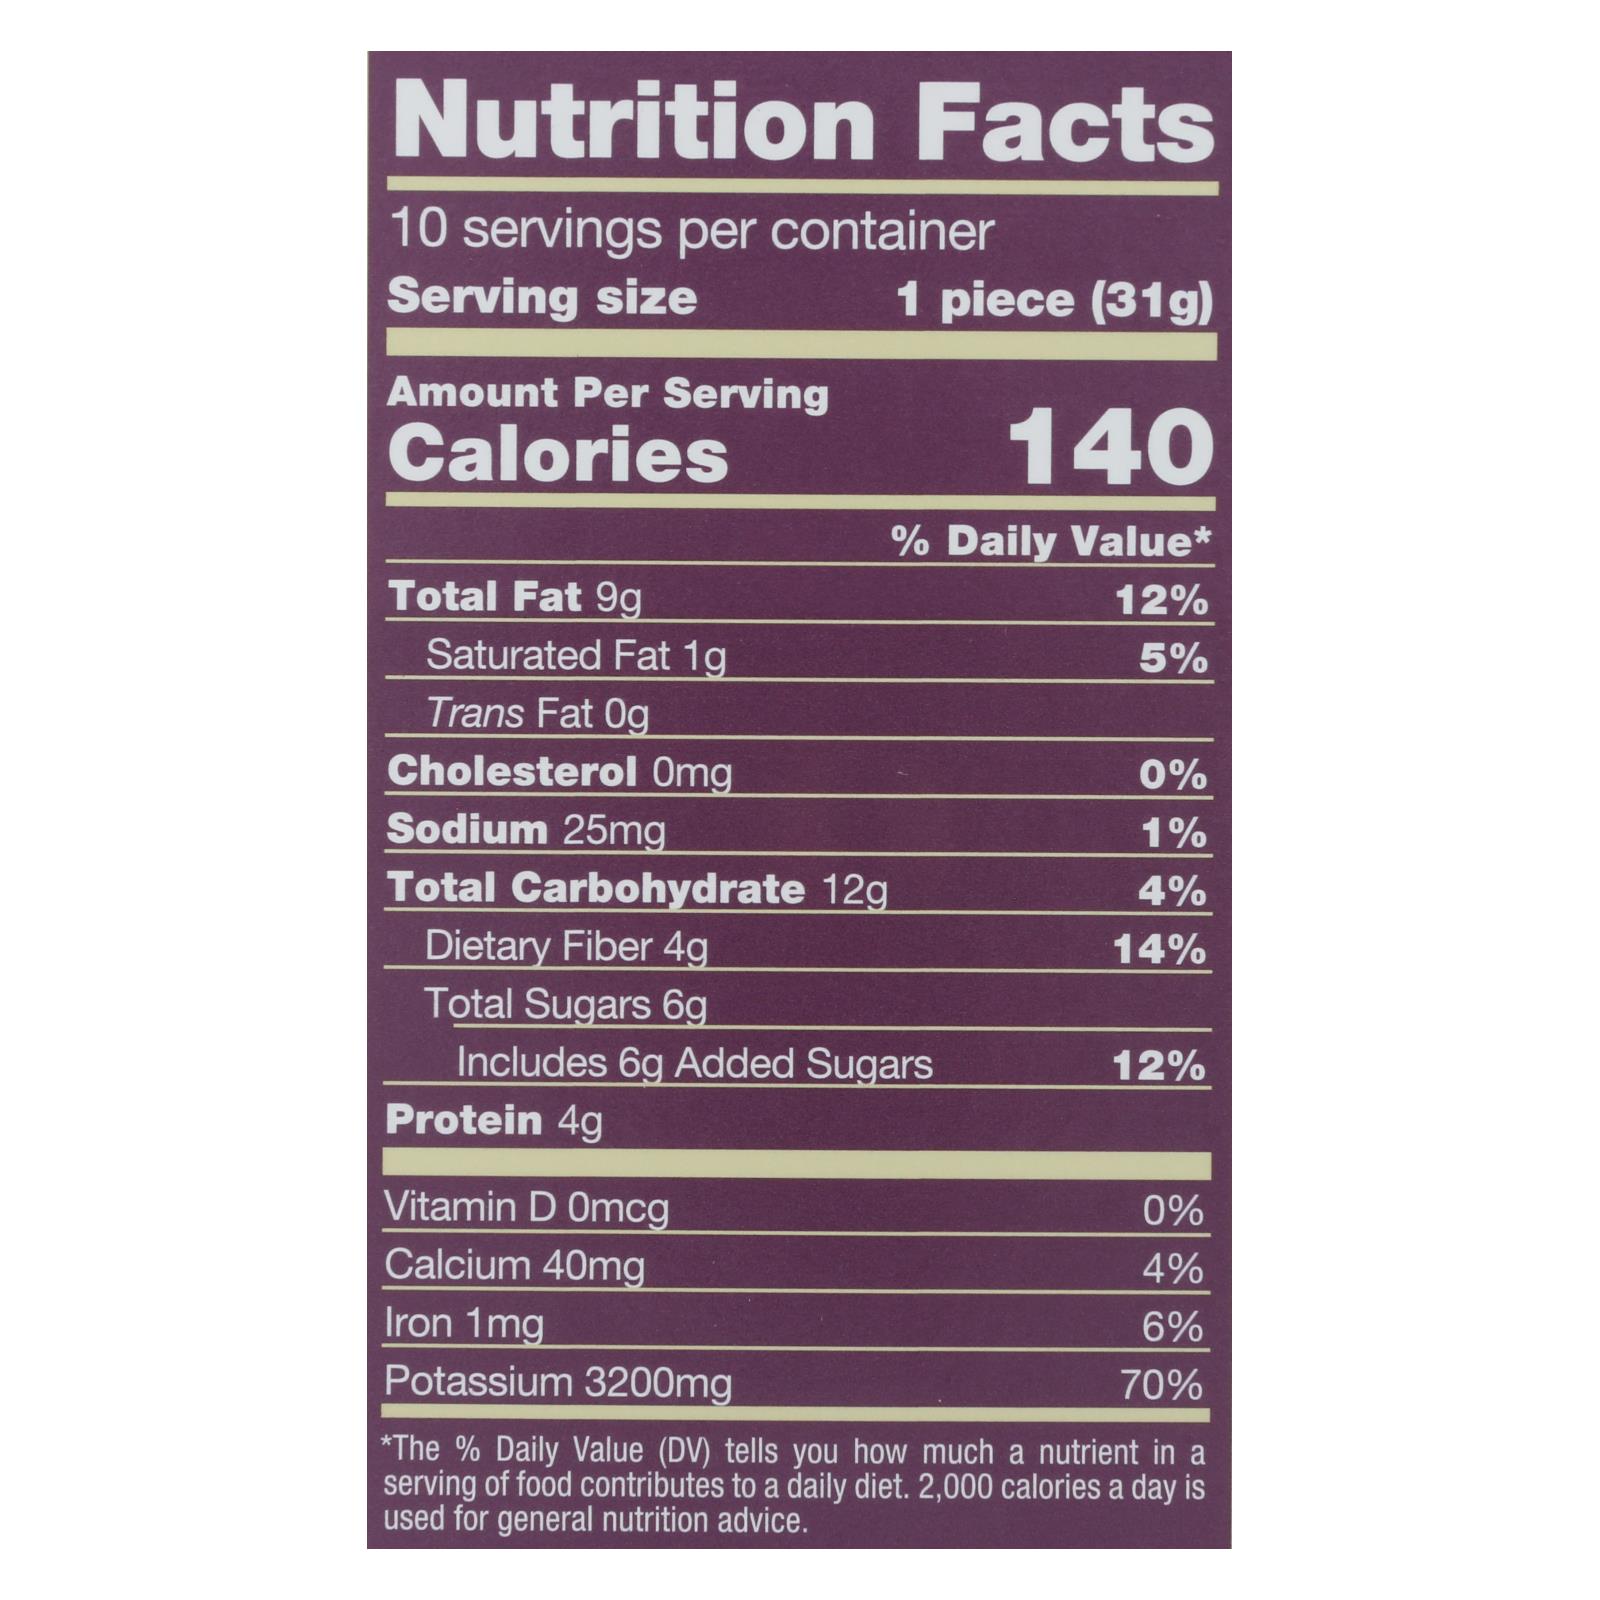 Nutrition Facts
10 servings per container
Serving size 1 piece (31g)
Amount Per Serving
Calories 140
% Daily Value*
Total Fat 9g 12%
Saturated Fat 1g 5%
Trans Fat 0g
Cholesterol 0mg 0%
Sodium 25mg 1%
Total Carbohydrate 12g 4%
Dietary Fiber 4g 14%
Total Sugars 6g
Includes 6g Added Sugars 12%
Protein 4g
Vitamin D 0mcg 0%
Calcium 40mg 4%
Iron 1mg 6%
Potassium 3200mg 70%
*The % Daily Value (DV) tells you how much a nutrient in a
serving of food contributes to a daily diet. 2,000 calories a day is
used for general nutrition advice.